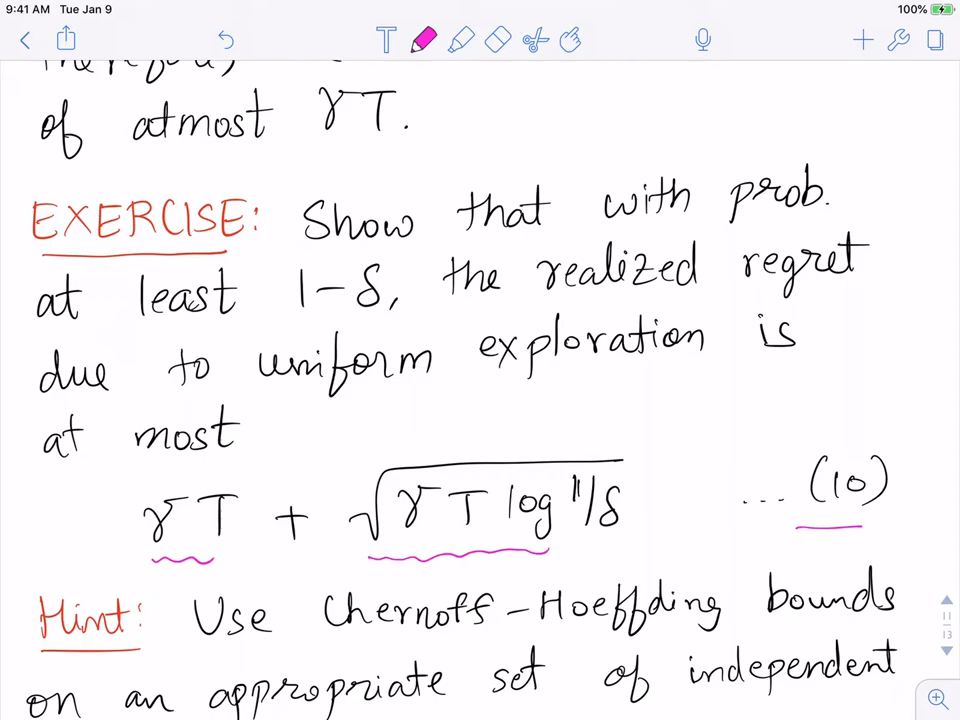 9:41 AM Tue Jan 9
100%
T
of atmost γT.
EXERCISE: Show that with prob.
at least 1-δ, the realized regret
due to uniform exploration is
at most
γT + √γ T log 1/δ ... (10)
Hint: Use Chernoff-Hoeffding bounds
on an appropriate set of independent
11
13